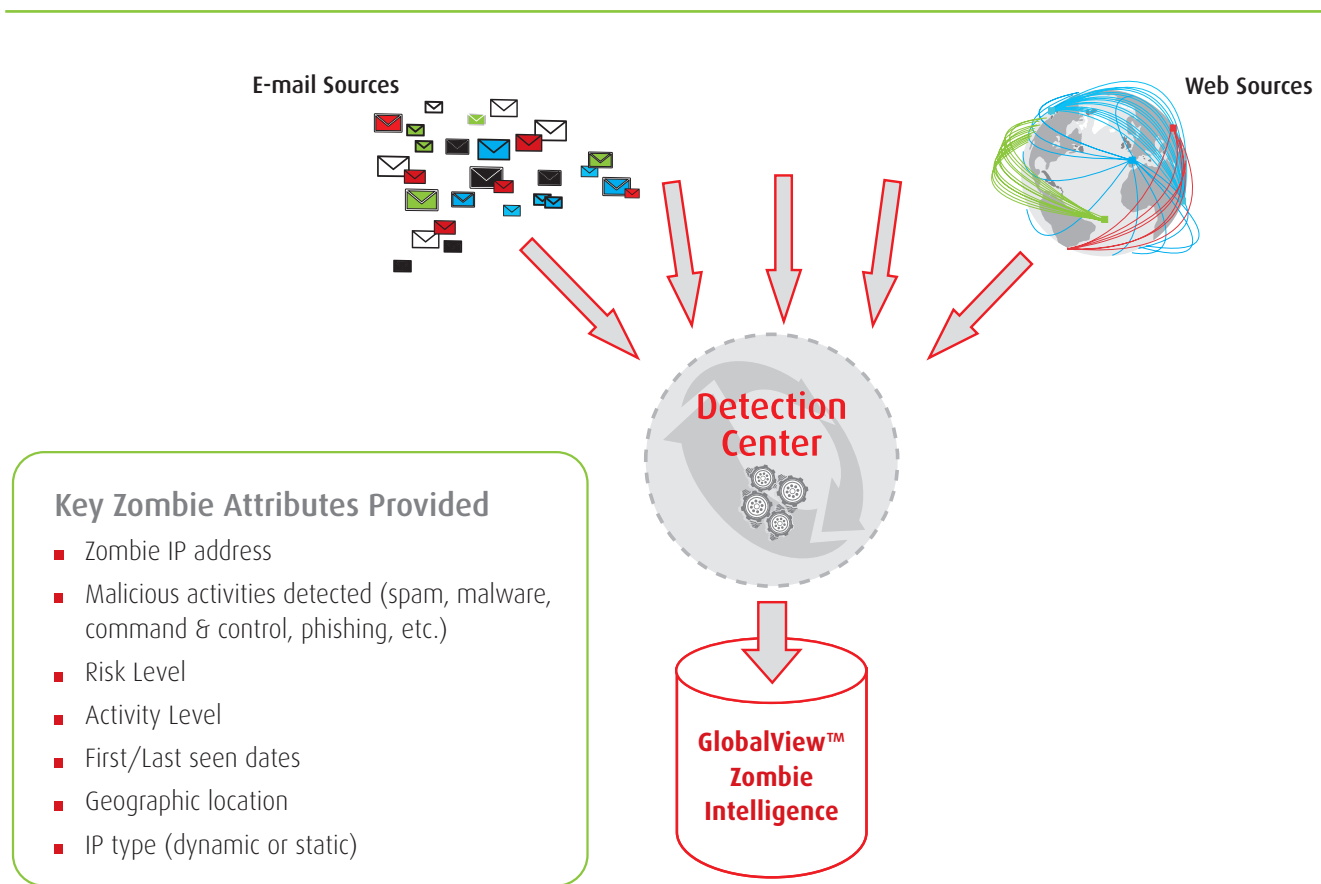 E-mail Sources
Web Sources
Detection
Center
Key Zombie Attributes Provided
Zombie IP address
Malicious activities detected (spam, malware,
command & control, phishing, etc.)
Risk Level
Activity Level
First/Last seen dates
Geographic location
IP type (dynamic or static)
GlobalView™
Zombie
Intelligence